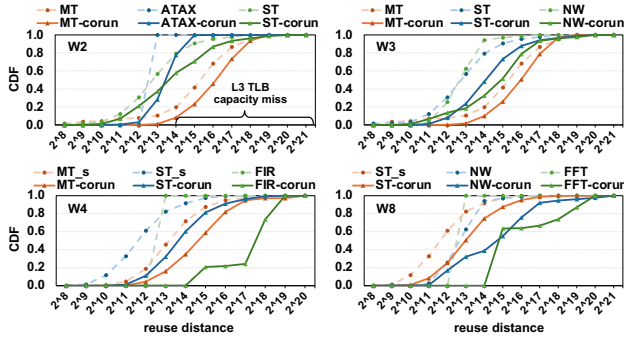 MT ATAX ST
MT-corun ATAX-corun ST-corun
W2
L3 TLB
capacity miss
CDF
1.0
0.8
0.6
0.4
0.2
0.0
2^8 2^9 2^10 2^11 2^12 2^13 2^14 2^15 2^16 2^17 2^18 2^19 2^20 2^21
MT ST NW
MT-corun ST-corun NW-corun
W3
1.0
0.8
0.6
0.4
0.2
0.0
2^8 2^9 2^10 2^11 2^12 2^13 2^14 2^15 2^16 2^17 2^18 2^19 2^20 2^21
MT_s ST_s FIR
MT-corun ST-corun FIR-corun
W4
CDF
1.0
0.8
0.6
0.4
0.2
0.0
2^8 2^9 2^10 2^11 2^12 2^13 2^14 2^15 2^16 2^17 2^18 2^19 2^20
reuse distance
ST_s NW FFT
ST-corun NW-corun FFT-corun
W8
1.0
0.8
0.6
0.4
0.2
0.0
2^8 2^9 2^10 2^11 2^12 2^13 2^14 2^15 2^16 2^17 2^18 2^19 2^20 2^21
reuse distance